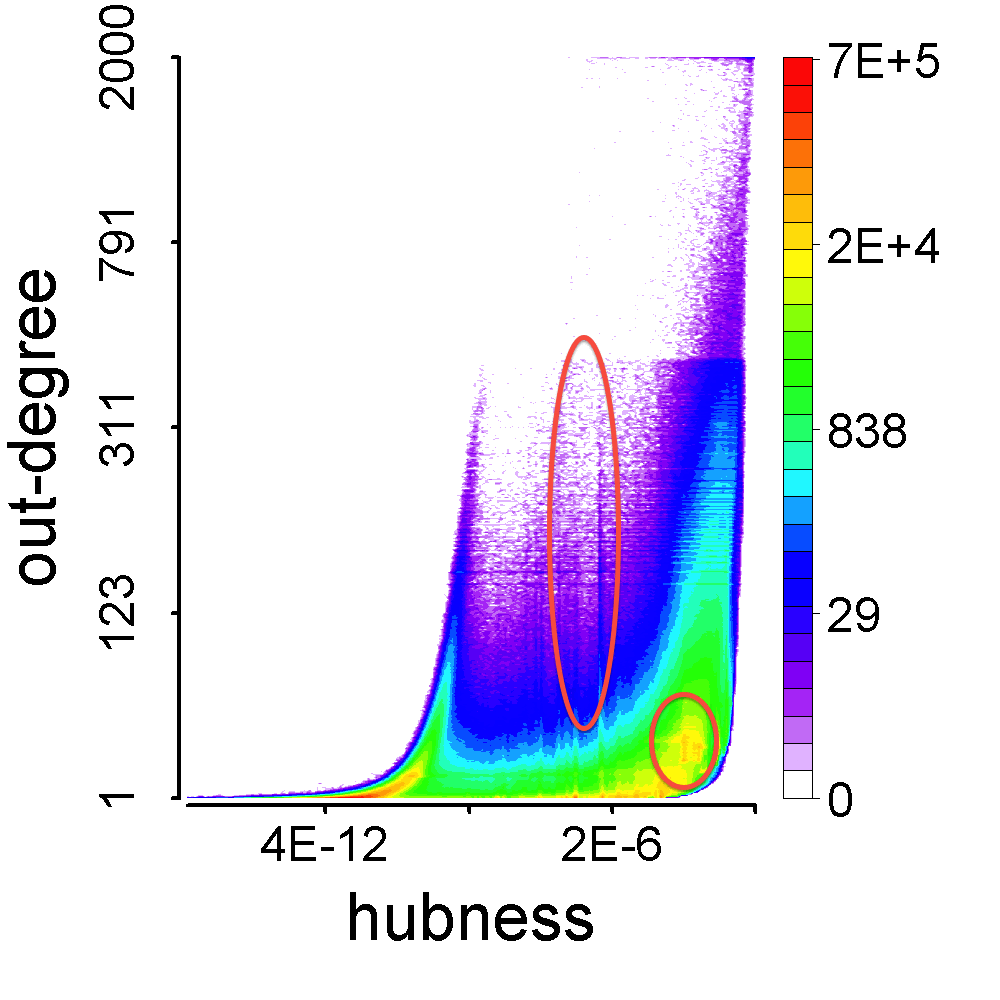 out-degree
2000
791
311
123
1
7E+5
2E+4
838
29
0
4E-12
2E-6
hubness